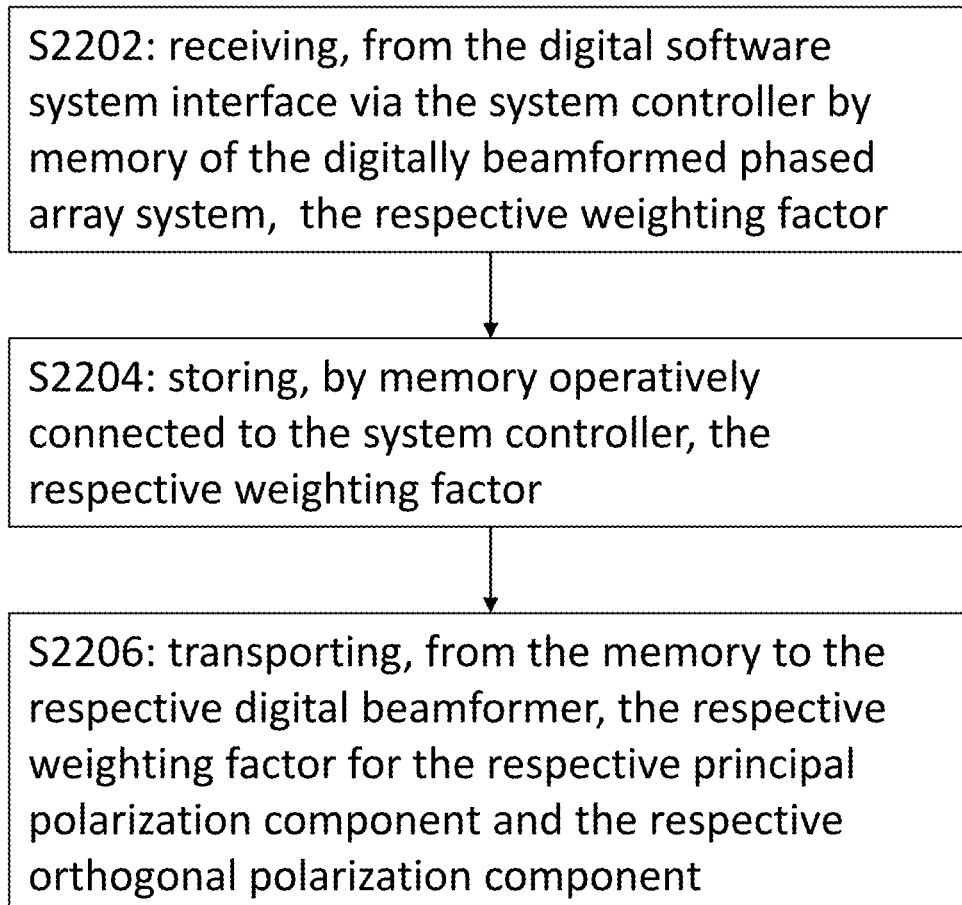 S2202: receiving, from the digital software
system interface via the system controller by
memory of the digitally beamformed phased
array system,  the respective weighting factor
S2204: storing, by memory operatively
connected to the system controller, the
respective weighting factor
S2206: transporting, from the memory to the
respective digital beamformer, the respective
weighting factor for the respective principal
polarization component and the respective
orthogonal polarization component